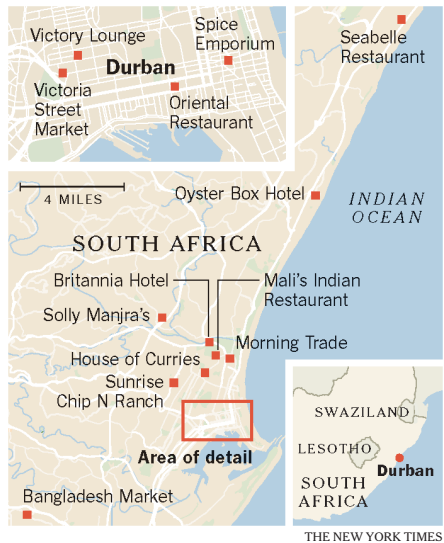 Victory Lounge
Spice
Emporium
Durban
Victoria
Street
Market
Oriental
Restaurant
Seabelle
Restaurant
4 MILES
Oyster Box Hotel
INDIAN
OCEAN
SOUTH AFRICA
Britannia Hotel
Mali's Indian
Restaurant
Solly Manjra's
Morning Trade
House of Curries
Sunrise
Chip N Ranch
Area of detail
Bangladesh Market
SWAZILAND
LESOTHO
Durban
SOUTH
AFRICA
THE NEW YORK TIMES